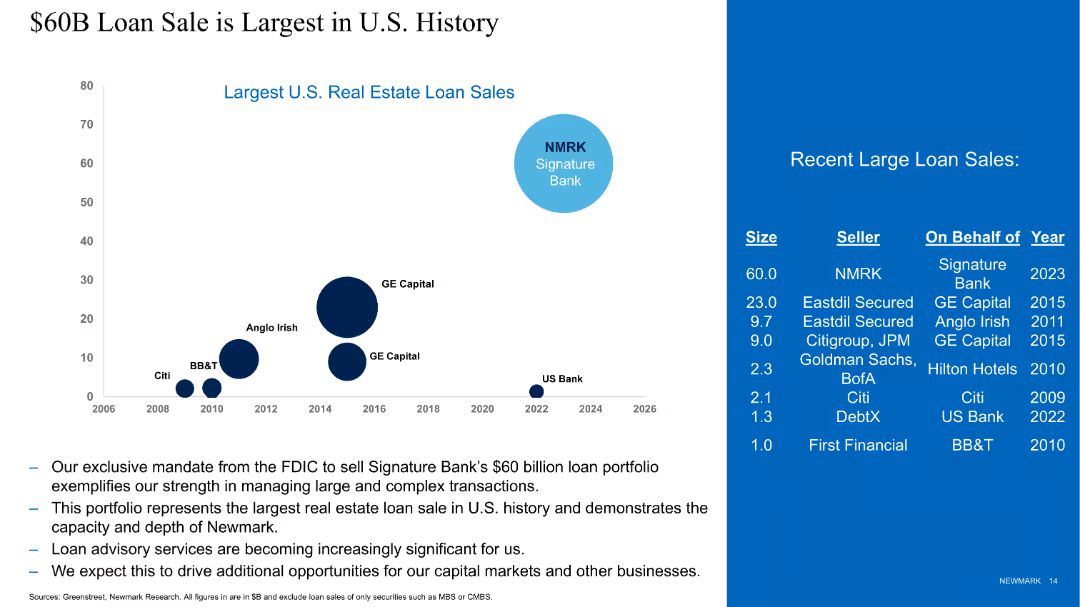 $60B Loan Sale is Largest in U.S. History
Largest U.S. Real Estate Loan Sales
80
70
60
50
40
30
20
10
0
2006 2008 2010 2012 2014 2016 2018 2020 2022 2024 2026
NMRK
Signature
Bank
GE Capital
Anglo Irish
GE Capital
BB&T
Citi
US Bank
– Our exclusive mandate from the FDIC to sell Signature Bank's $60 billion loan portfolio
exemplifies our strength in managing large and complex transactions.
– This portfolio represents the largest real estate loan sale in U.S. history and demonstrates the
capacity and depth of Newmark.
– Loan advisory services are becoming increasingly significant for us.
– We expect this to drive additional opportunities for our capital markets and other businesses.
Sources: Greenstreet, Newmark Research. All figures in are in $B and exclude loan sales of only securities such as MBS or CMBS.
Recent Large Loan Sales:
Size Seller On Behalf of Year
60.0 NMRK Signature Bank 2023
23.0 Eastdil Secured GE Capital 2015
9.7 Eastdil Secured Anglo Irish 2011
9.0 Citigroup, JPM GE Capital 2015
2.3 Goldman Sachs, BofA Hilton Hotels 2010
2.1 Citi Citi 2009
1.3 DebtX US Bank 2022
1.0 First Financial BB&T 2010
NEWMARK 14